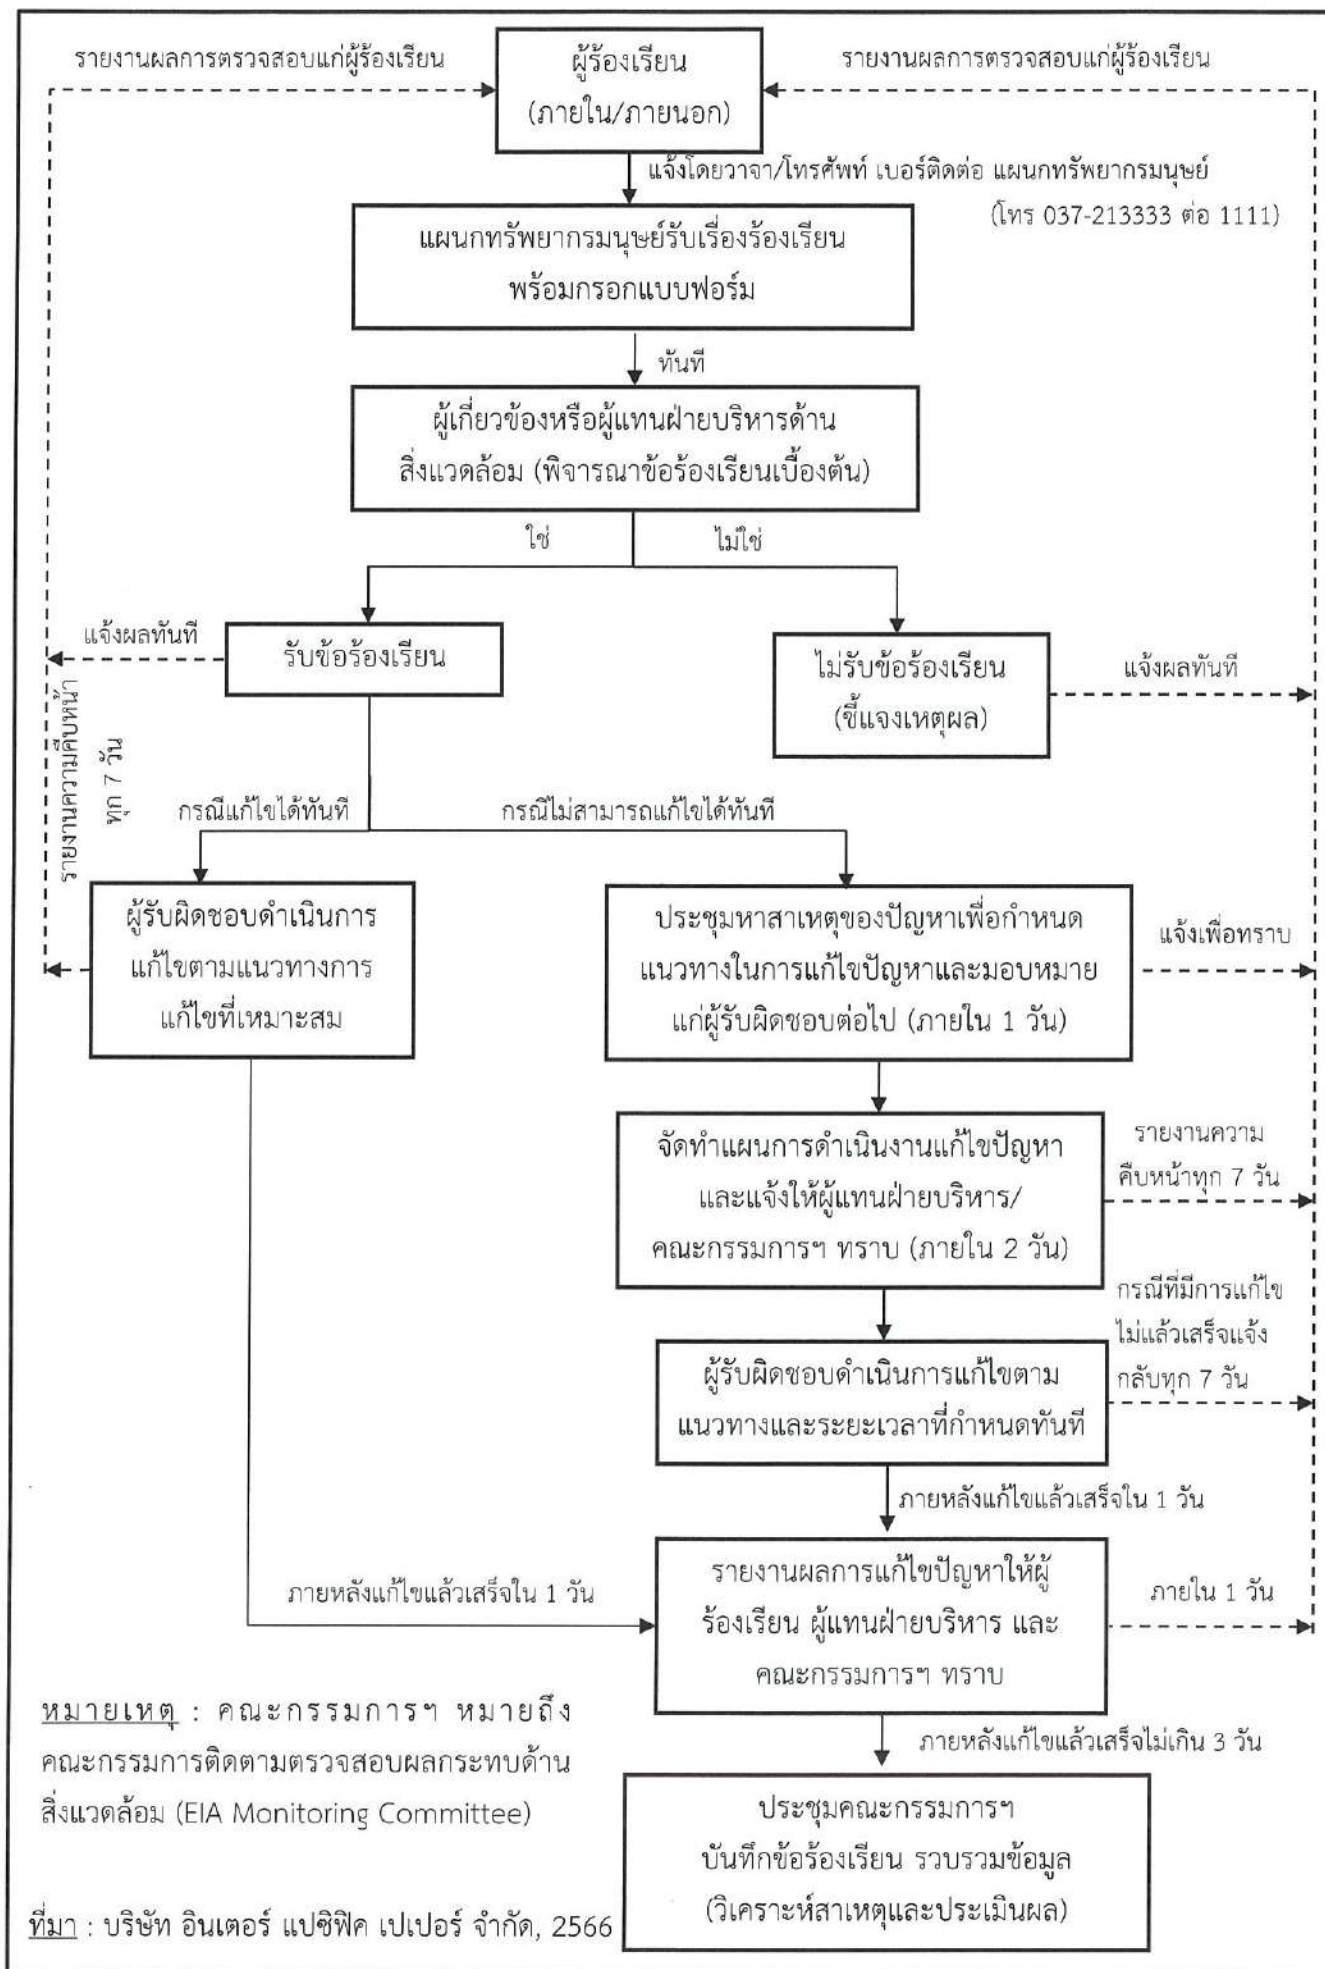 รายงานผลการตรวจสอบแก่ผู้ร้องเรียน
ผู้ร้องเรียน
(ภายใน/ภายนอก)
รายงานผลการตรวจสอบแก่ผู้ร้องเรียน
แจ้งโดยวาจา/โทรศัพท์ เบอร์ติดต่อ แผนกทรัพยากรมนุษย์
(โทร 037-213333 ต่อ 1111)
แผนกทรัพยากรมนุษย์รับเรื่องร้องเรียน
พร้อมกรอกแบบฟอร์ม
ทันที
ผู้เกี่ยวข้องหรือผู้แทนฝ่ายบริหารด้าน
สิ่งแวดล้อม (พิจารณาข้อร้องเรียนเบื้องต้น)
ใช่
ไม่ใช่
แจ้งผลทันที
รับข้อร้องเรียน
ไม่รับข้อร้องเรียน
(ชี้แจงเหตุผล)
แจ้งผลทันที
รายงานความคืบหน้า
ทุก 7 วัน
กรณีแก้ไขได้ทันที
กรณีไม่สามารถแก้ไขได้ทันที
ผู้รับผิดชอบดำเนินการ
แก้ไขตามแนวทางการ
แก้ไขที่เหมาะสม
ประชุมหาสาเหตุของปัญหาเพื่อกำหนด
แนวทางในการแก้ไขปัญหาและมอบหมาย
แก่ผู้รับผิดชอบต่อไป (ภายใน 1 วัน)
แจ้งเพื่อทราบ
จัดทำแผนการดำเนินงานแก้ไขปัญหา
และแจ้งให้ผู้แทนฝ่ายบริหาร/
คณะกรรมการฯ ทราบ (ภายใน 2 วัน)
รายงานความ
คืบหน้าทุก 7 วัน
กรณีที่มีการแก้ไข
ไม่แล้วเสร็จแจ้ง
กลับทุก 7 วัน
ผู้รับผิดชอบดำเนินการแก้ไขตาม
แนวทางและระยะเวลาที่กำหนดทันที
ภายหลังแก้ไขแล้วเสร็จใน 1 วัน
ภายหลังแก้ไขแล้วเสร็จใน 1 วัน
รายงานผลการแก้ไขปัญหาให้ผู้
ร้องเรียน ผู้แทนฝ่ายบริหาร และ
คณะกรรมการฯ ทราบ
ภายใน 1 วัน
ภายหลังแก้ไขแล้วเสร็จไม่เกิน 3 วัน
หมายเหตุ : คณะกรรมการฯ หมายถึง
คณะกรรมการติดตามตรวจสอบผลกระทบด้าน
สิ่งแวดล้อม (EIA Monitoring Committee)
ประชุมคณะกรรมการฯ
บันทึกข้อร้องเรียน รวบรวมข้อมูล
(วิเคราะห์สาเหตุและประเมินผล)
ที่มา : บริษัท อินเตอร์ แปซิฟิค เปเปอร์ จำกัด, 2566